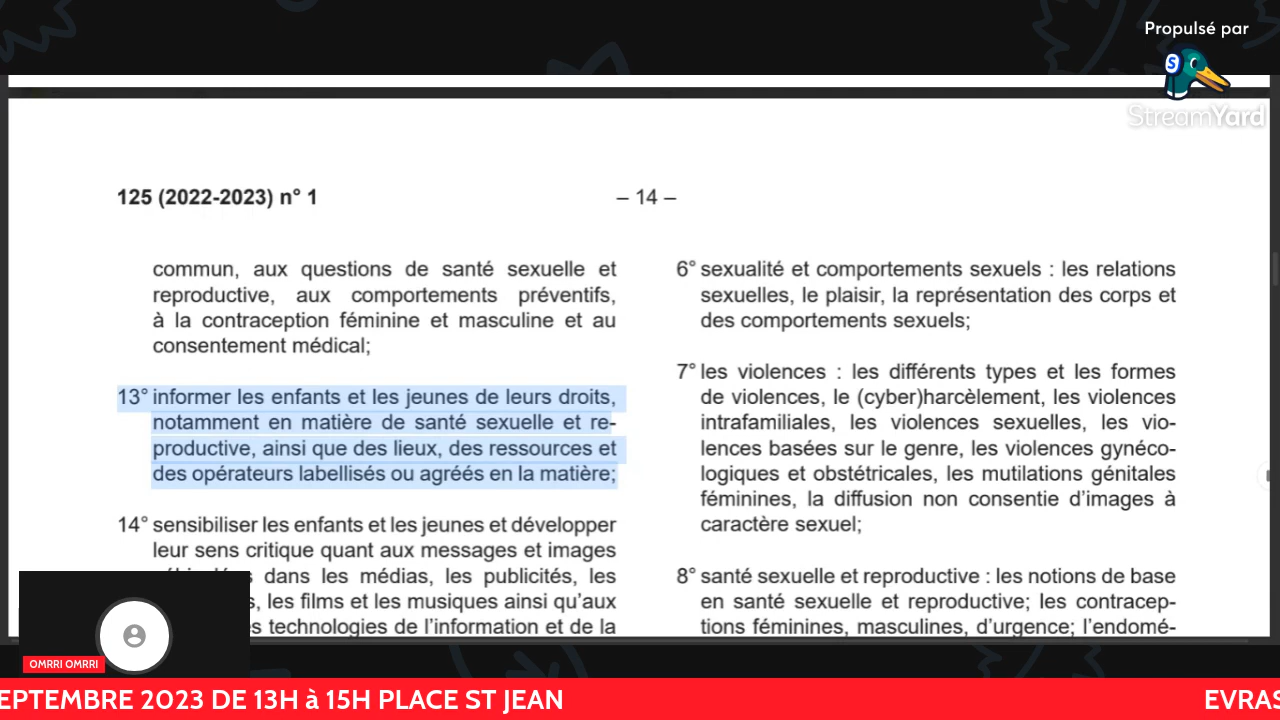 Propulsé par
S
StreamYard
125 (2022-2023) n° 1
– 14 –
commun, aux questions de santé sexuelle et
reproductive, aux comportements préventifs,
à la contraception féminine et masculine et au
consentement médical;
13° informer les enfants et les jeunes de leurs droits,
notamment en matière de santé sexuelle et re-
productive, ainsi que des lieux, des ressources et
des opérateurs labellisés ou agréés en la matière;
14° sensibiliser les enfants et les jeunes et développer
leur sens critique quant aux messages et images
dans les médias, les publicités, les
les films et les musiques ainsi qu’aux
technologies de l’information et de la
6° sexualité et comportements sexuels : les relations
sexuelles, le plaisir, la représentation des corps et
des comportements sexuels;
7° les violences : les différents types et les formes
de violences, le (cyber)harcèlement, les violences
intrafamiliales, les violences sexuelles, les vio-
lences basées sur le genre, les violences gynéco-
logiques et obstétricales, les mutilations génitales
féminines, la diffusion non consentie d’images à
caractère sexuel;
8° santé sexuelle et reproductive : les notions de base
en santé sexuelle et reproductive; les contracep-
tions féminines, masculines, d’urgence; l’endomé-
OMRRI OMRRI
EPTEMBRE 2023 DE 13H à 15H PLACE ST JEAN
EVRAS